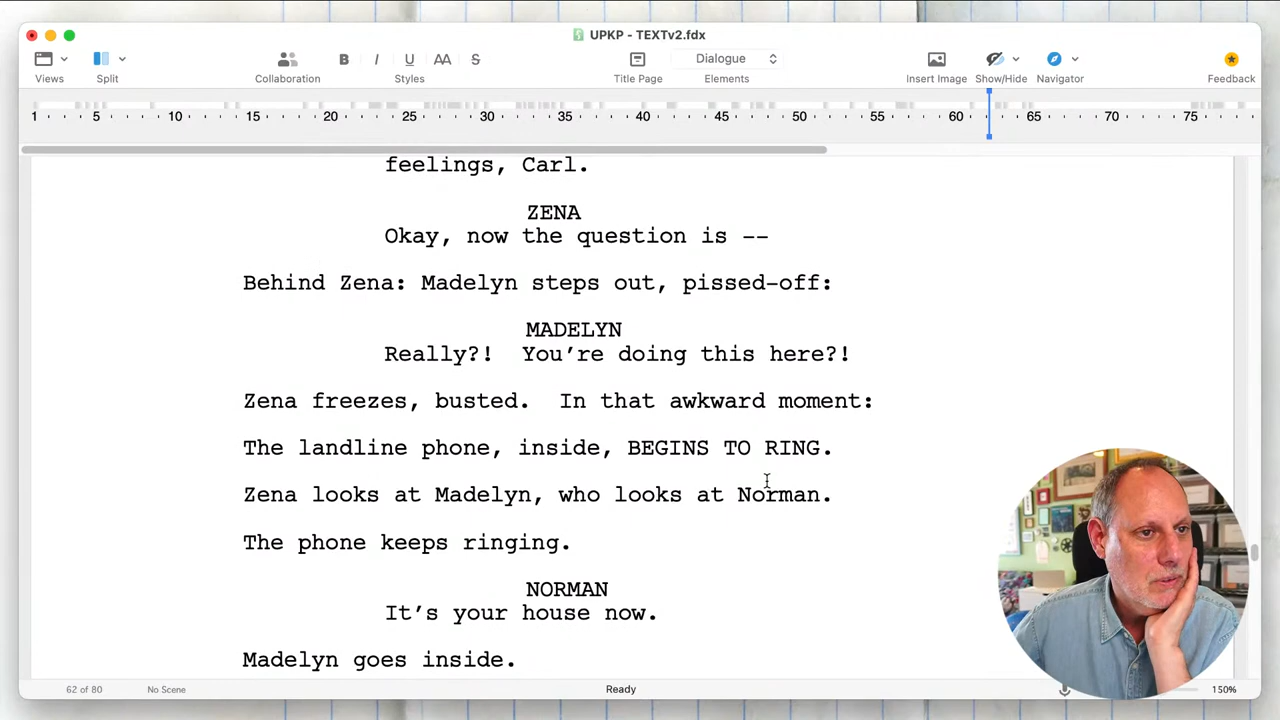 UPKP - TEXTv2.fdx
B I U AA S Dialogue
Views Split Collaboration Styles Title Page Elements Insert Image Show/Hide Navigator Feedback
1 5 10 15 20 25 30 35 40 45 50 55 60 65 70 75
feelings, Carl.
ZENA
Okay, now the question is --
Behind Zena: Madelyn steps out, pissed-off:
MADELYN
Really?!  You’re doing this here?!
Zena freezes, busted.  In that awkward moment:
The landline phone, inside, BEGINS TO RING.
Zena looks at Madelyn, who looks at Norman.
The phone keeps ringing.
NORMAN
It’s your house now.
Madelyn goes inside.
62 of 80 No Scene Ready 150%